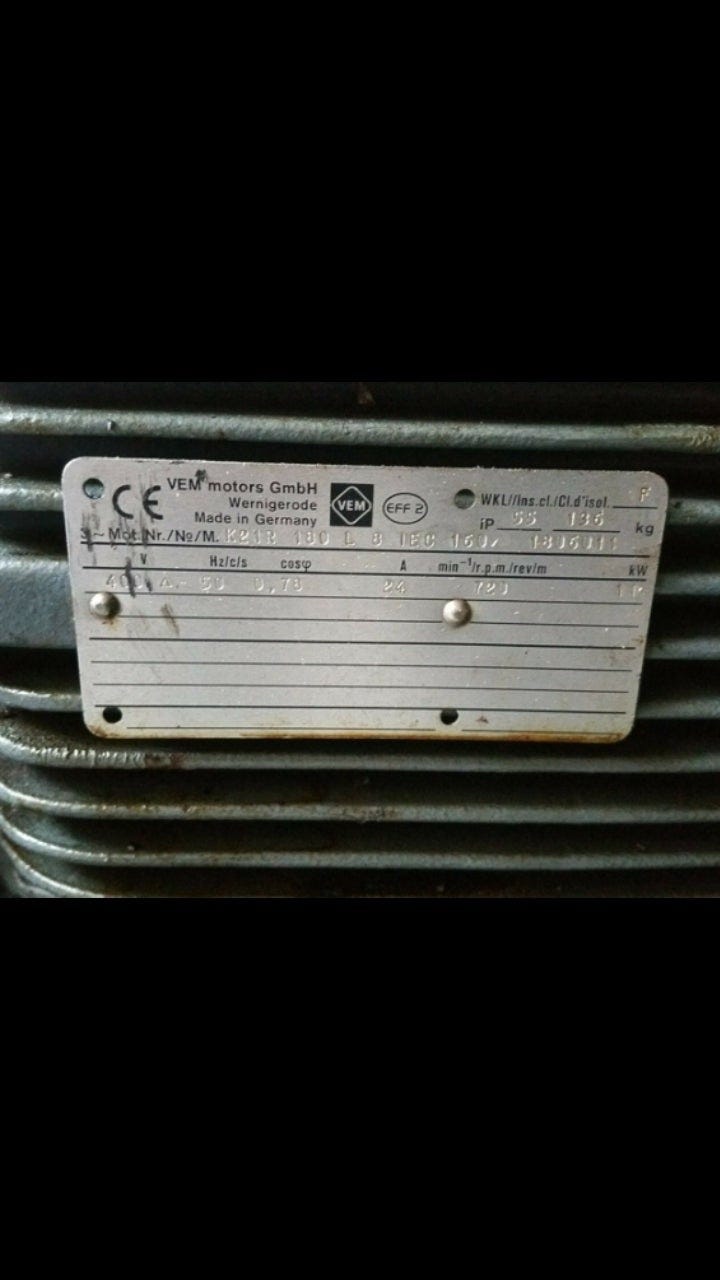 CE VEM motors GmbH
Wernigerode
Made in Germany
VEM
EFF 2
WKL//Ins.cl./Cl.d'isol. F
iP 55 136 kg
3~ Mot.Nr./No/M. K21R 180 L 8 IEC 160/
V Hz/c/s cosφ A min⁻¹/r.p.m./rev/m kW
400 50 0,78 24 720